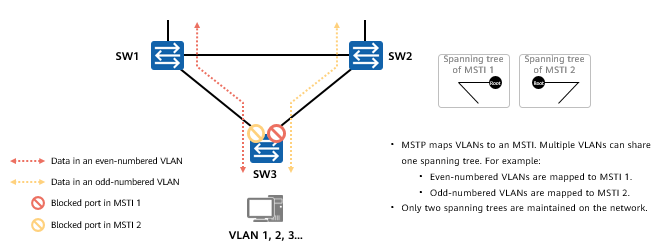 SW1
SW2
SW3
VLAN 1, 2, 3...
Data in an even-numbered VLAN
Data in an odd-numbered VLAN
Blocked port in MSTI 1
Blocked port in MSTI 2
Spanning tree
of MSTI 1
Root
Spanning tree
of MSTI 2
Root
• MSTP maps VLANs to an MSTI. Multiple VLANs can share
one spanning tree. For example:
• Even-numbered VLANs are mapped to MSTI 1.
• Odd-numbered VLANs are mapped to MSTI 2.
• Only two spanning trees are maintained on the network.